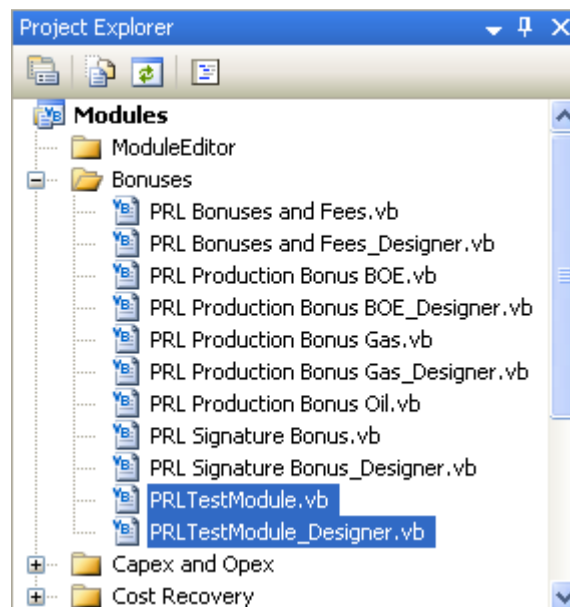 Project Explorer
Modules
ModuleEditor
Bonuses
PRL Bonuses and Fees.vb
PRL Bonuses and Fees_Designer.vb
PRL Production Bonus BOE.vb
PRL Production Bonus BOE_Designer.vb
PRL Production Bonus Gas.vb
PRL Production Bonus Gas_Designer.vb
PRL Production Bonus Oil.vb
PRL Signature Bonus.vb
PRL Signature Bonus_Designer.vb
PRLTestModule.vb
PRLTestModule_Designer.vb
Capex and Opex
Cost Recovery